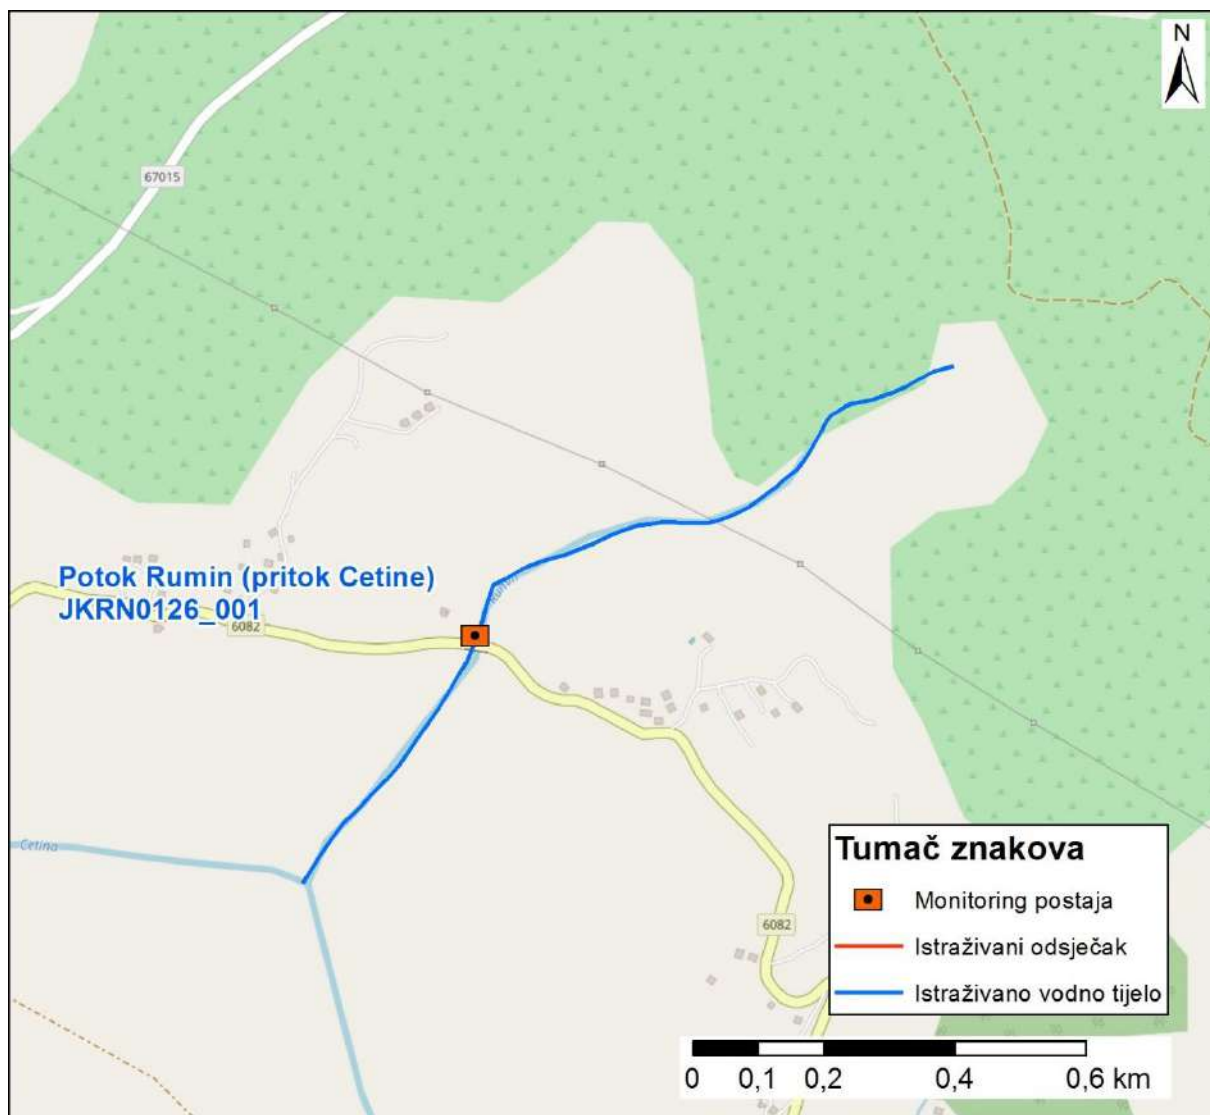 N
67015
Rumin
Potok Rumin (pritok Cetine)
JKRN0126_001
6082
Cetina
Tumač znakova
Monitoring postaja
Istraživani odsječak
Istraživano vodno tijelo
6082
0 0,1 0,2 0,4 0,6 km